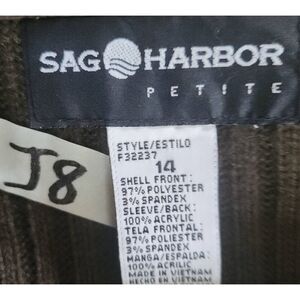 SAG HARBOR
PETITE
J8
STYLE/ESTILO
F32237
14
SHELL FRONT:
97% POLYESTER
3% SPANDEX
SLEEVE/BACK:
100% ACRYLIC
TELA FRONTAL:
97% POLIESTER
3% SPANDEX
MANGA/ESPALDA:
100% ACRILIC
MADE IN VIETNAM
HECHO EN VIETNAM